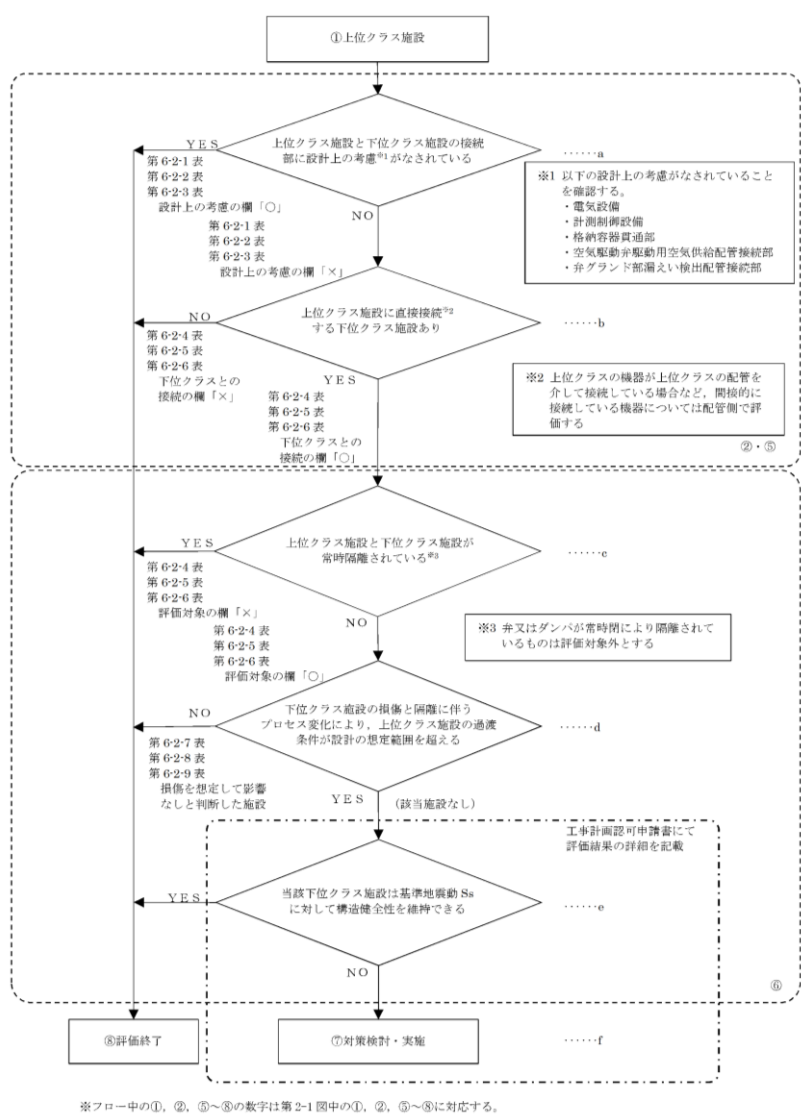 ①上位クラス施設
上位クラス施設と下位クラス施設の接続
部に設計上の考慮※1がなされている
……a
YES
第 6-2-1 表
第 6-2-2 表
第 6-2-3 表
設計上の考慮の欄「○」
NO
第 6-2-1 表
第 6-2-2 表
第 6-2-3 表
設計上の考慮の欄「×」
※1 以下の設計上の考慮がなされていること
を確認する。
・電気設備
・計測制御設備
・格納容器貫通部
・空気駆動弁駆動用空気供給配管接続部
・弁グランド部漏えい検出配管接続部
上位クラス施設に直接接続※2
する下位クラス施設あり
……b
NO
第 6-2-4 表
第 6-2-5 表
第 6-2-6 表
下位クラスとの
接続の欄「×」
YES
第 6-2-4 表
第 6-2-5 表
第 6-2-6 表
下位クラスとの
接続の欄「○」
※2 上位クラスの機器が上位クラスの配管を
介して接続している場合など，間接的に
接続している機器については配管側で評
価する
②・⑤
上位クラス施設と下位クラス施設が
常時隔離されている※3
……c
YES
第 6-2-4 表
第 6-2-5 表
第 6-2-6 表
評価対象の欄「×」
NO
第 6-2-4 表
第 6-2-5 表
第 6-2-6 表
評価対象の欄「○」
※3 弁又はダンパが常時閉により隔離されて
いるものは評価対象外とする
下位クラス施設の損傷と隔離に伴う
プロセス変化により，上位クラス施設の過渡
条件が設計の想定範囲を超える
……d
NO
第 6-2-7 表
第 6-2-8 表
第 6-2-9 表
損傷を想定して影響
なしと判断した施設
YES
（該当施設なし）
工事計画認可申請書にて
評価結果の詳細を記載
当該下位クラス施設は基準地震動 Ss
に対して構造健全性を維持できる
……e
YES
NO
⑥
⑧評価終了
⑦対策検討・実施
……f
※フロー中の①，②，⑤～⑧の数字は第 2-1 図中の①，②，⑤～⑧に対応する。